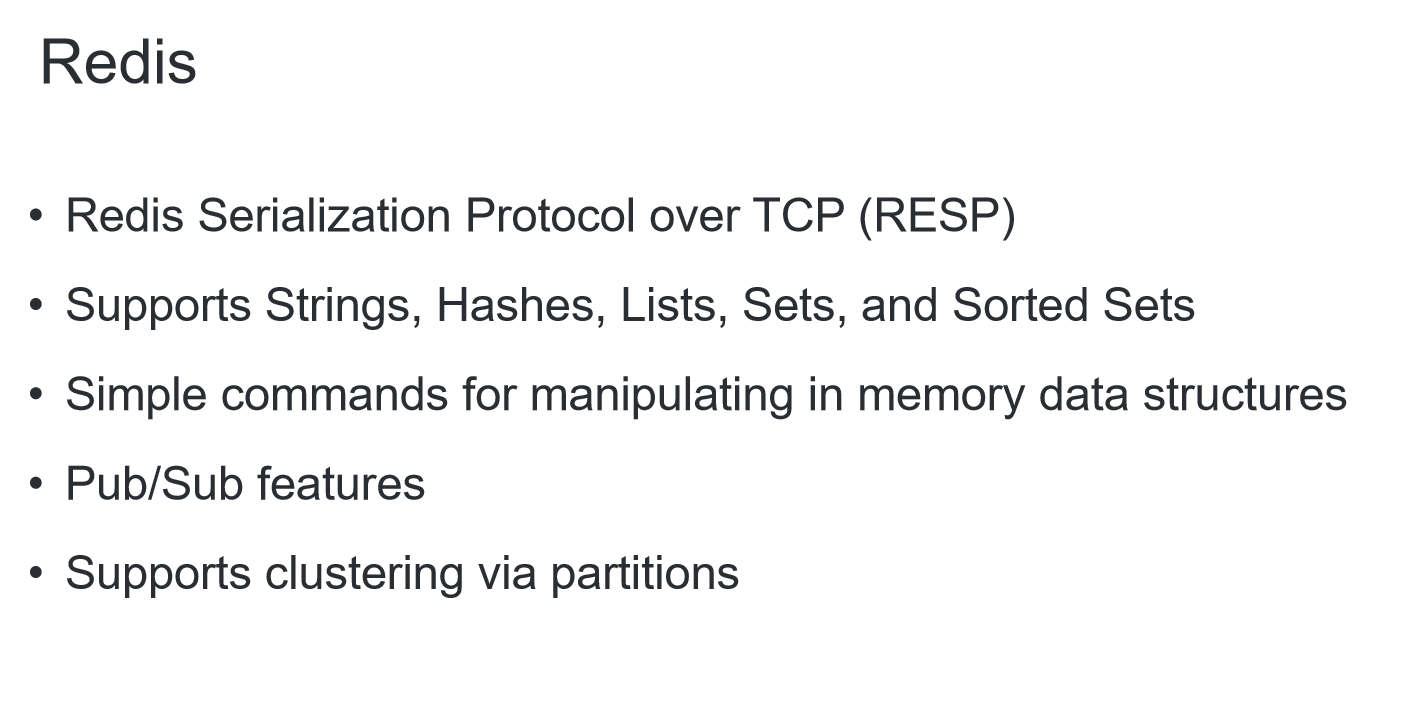 Redis
• Redis Serialization Protocol over TCP (RESP)
• Supports Strings, Hashes, Lists, Sets, and Sorted Sets
• Simple commands for manipulating in memory data structures
• Pub/Sub features
• Supports clustering via partitions